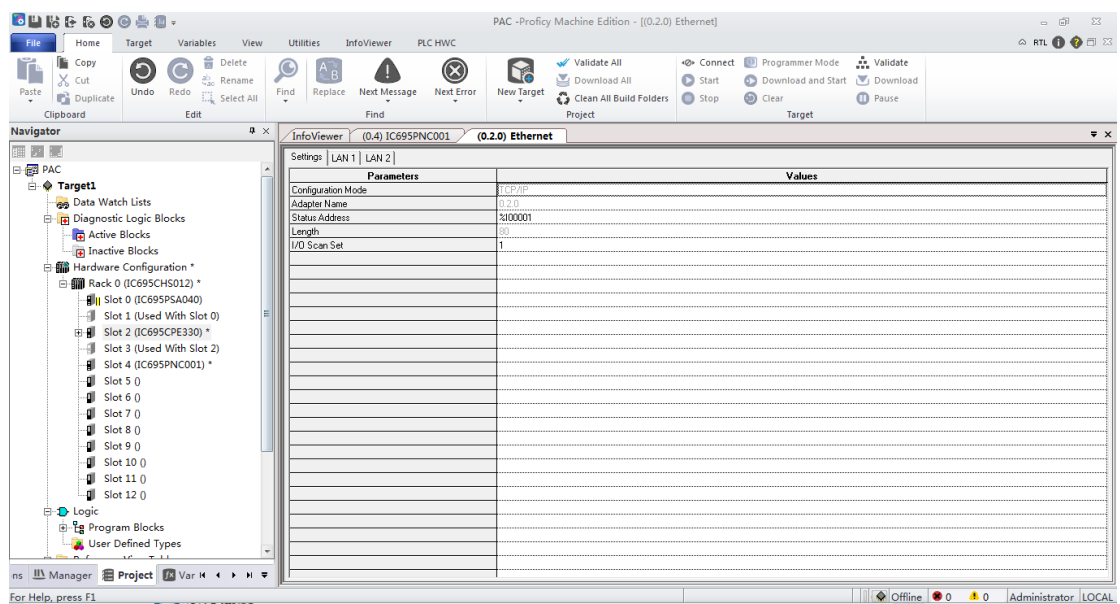 PAC -Proficy Machine Edition - [(0.2.0) Ethernet]
File Home Target Variables View Utilities InfoViewer PLC HWC RTL
Paste Copy Cut Duplicate
Clipboard
Undo Redo Delete Rename Select All
Edit
Find Replace Next Message Next Error
Find
New Target Validate All Download All Clean All Build Folders
Project
Connect Start Stop Programmer Mode Download and Start Clear Validate Download Pause
Target
Navigator
PAC
Target1
Data Watch Lists
Diagnostic Logic Blocks
Active Blocks
Inactive Blocks
Hardware Configuration *
Rack 0 (IC695CHS012) *
Slot 0 (IC695PSA040)
Slot 1 (Used With Slot 0)
Slot 2 (IC695CPE330) *
Slot 3 (Used With Slot 2)
Slot 4 (IC695PNC001) *
Slot 5 ()
Slot 6 ()
Slot 7 ()
Slot 8 ()
Slot 9 ()
Slot 10 ()
Slot 11 ()
Slot 12 ()
Logic
Program Blocks
User Defined Types
ns Manager Project Var
InfoViewer (0.4) IC695PNC001 (0.2.0) Ethernet
Settings LAN 1 LAN 2
Parameters Values
Configuration Mode TCP/IP
Adapter Name 0.2.0
Status Address %I00001
Length 80
I/O Scan Set 1
For Help, press F1 Offline 0 0 Administrator LOCAL